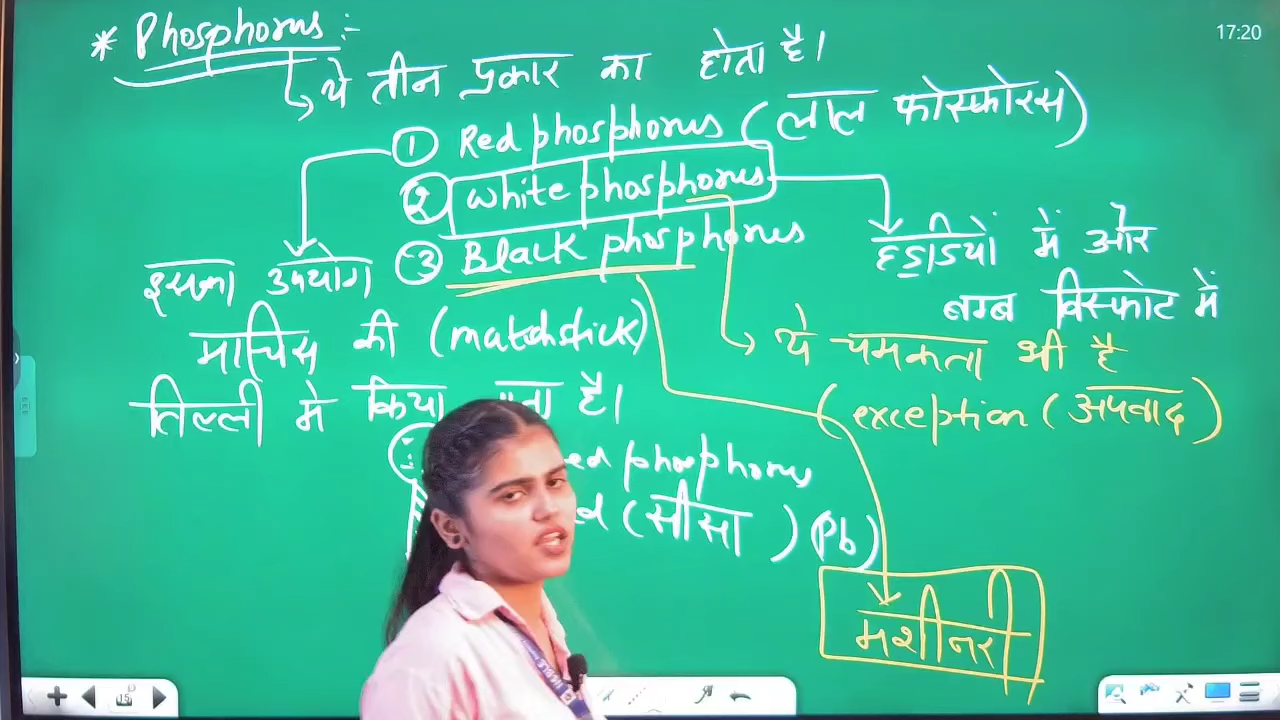 17:20
* Phosphorus :-
ये तीन प्रकार का होता है।
① Red phosphorus (लाल फोस्फोरस)
② white phosphorus
③ Black phosphorus
हड्डियों में और
बम्ब विस्फोट में
इसका उपयोग
माचिस की (matchstick)
तिल्ली मे किया है।
ये चमकता भी है
(exception (अपवाद)
phosphorus
(सीसा) (Pb)
मशीनरी
15